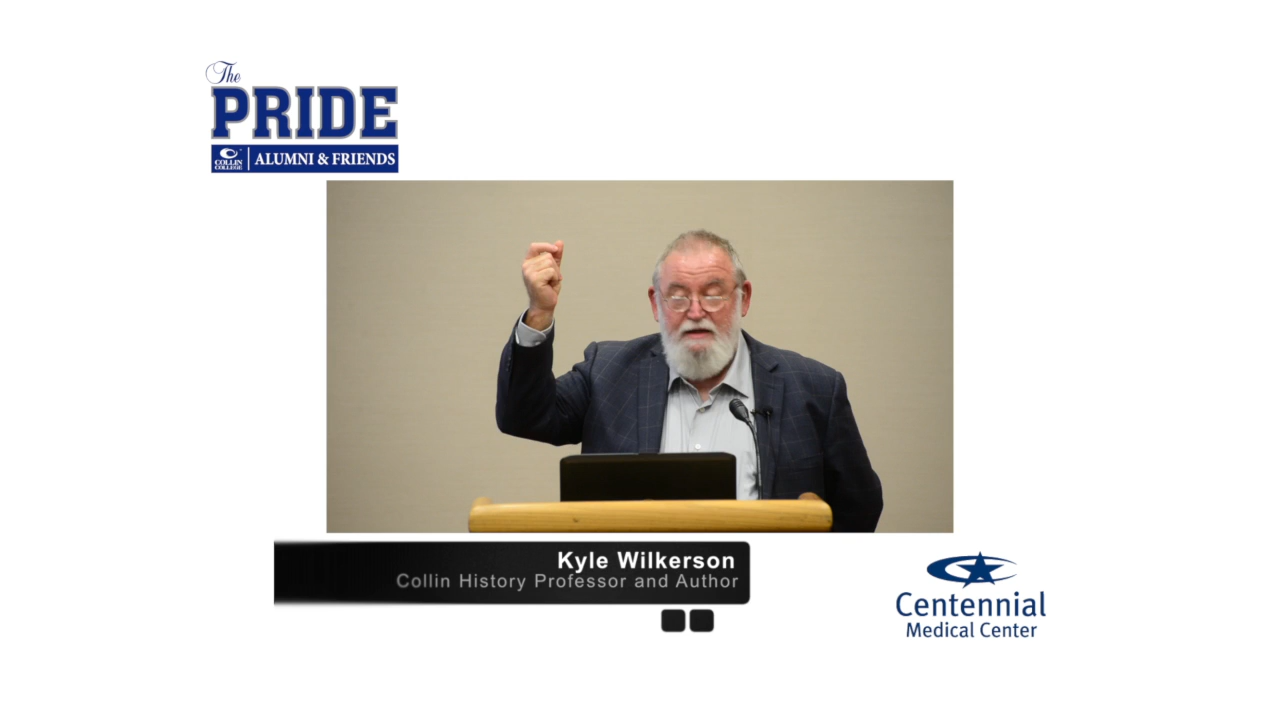 The
PRIDE
COLLIN
COLLEGE
ALUMNI & FRIENDS
Kyle Wilkerson
Collin History Professor and Author
Centennial
Medical Center